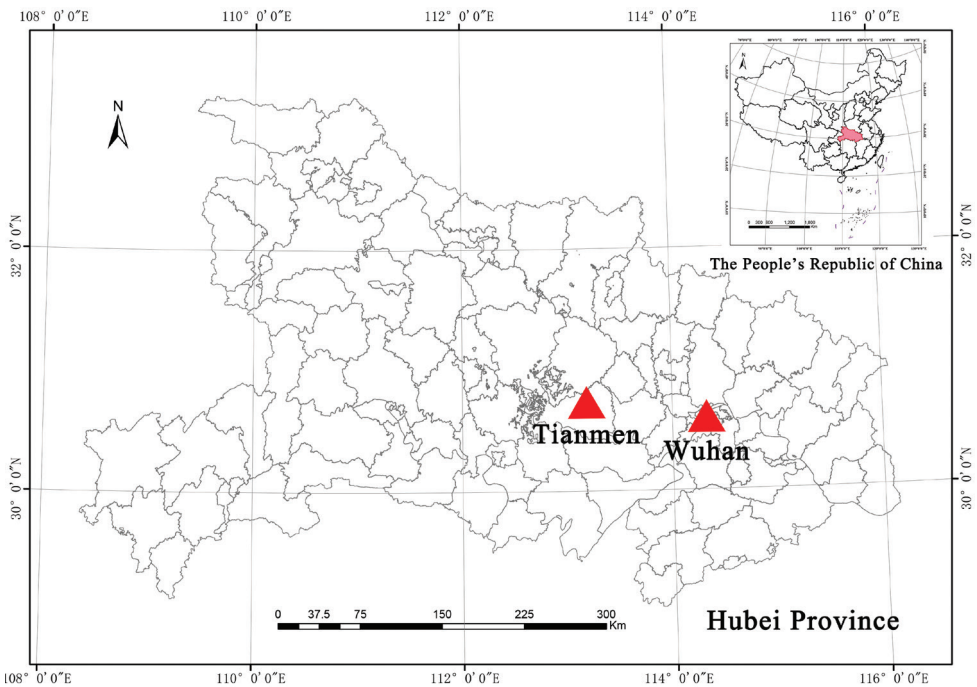 108° 0′0″E 110° 0′0″E 112° 0′0″E 114° 0′0″E 116° 0′0″E
N
N
32° 0′0″N
32° 0′0″N
The People's Republic of China
Tianmen
Wuhan
30° 0′0″N
30° 0′0″N
0 37.5 75 150 225 300
Km
Hubei Province
108° 0′0″E 110° 0′0″E 112° 0′0″E 114° 0′0″E 116° 0′0″E